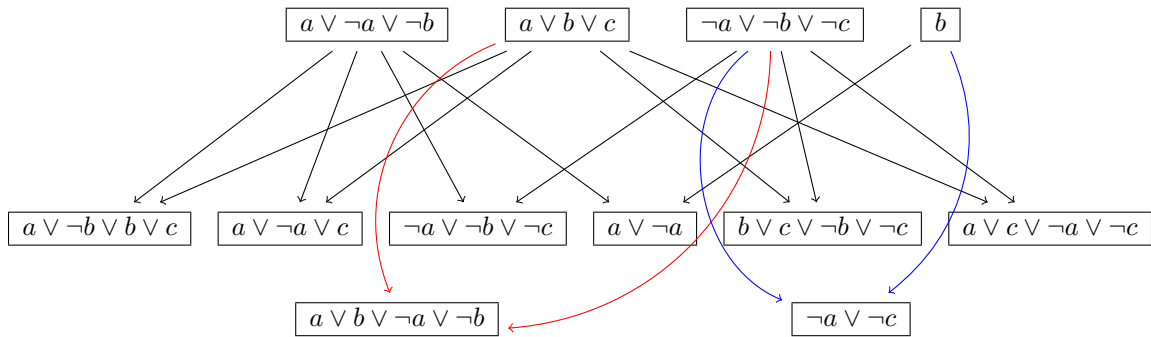 a ∨ ¬a ∨ ¬b a ∨ b ∨ c ¬a ∨ ¬b ∨ ¬c b
a ∨ ¬b ∨ b ∨ c a ∨ ¬a ∨ c ¬a ∨ ¬b ∨ ¬c a ∨ ¬a b ∨ c ∨ ¬b ∨ ¬c a ∨ c ∨ ¬a ∨ ¬c
a ∨ b ∨ ¬a ∨ ¬b ¬a ∨ ¬c